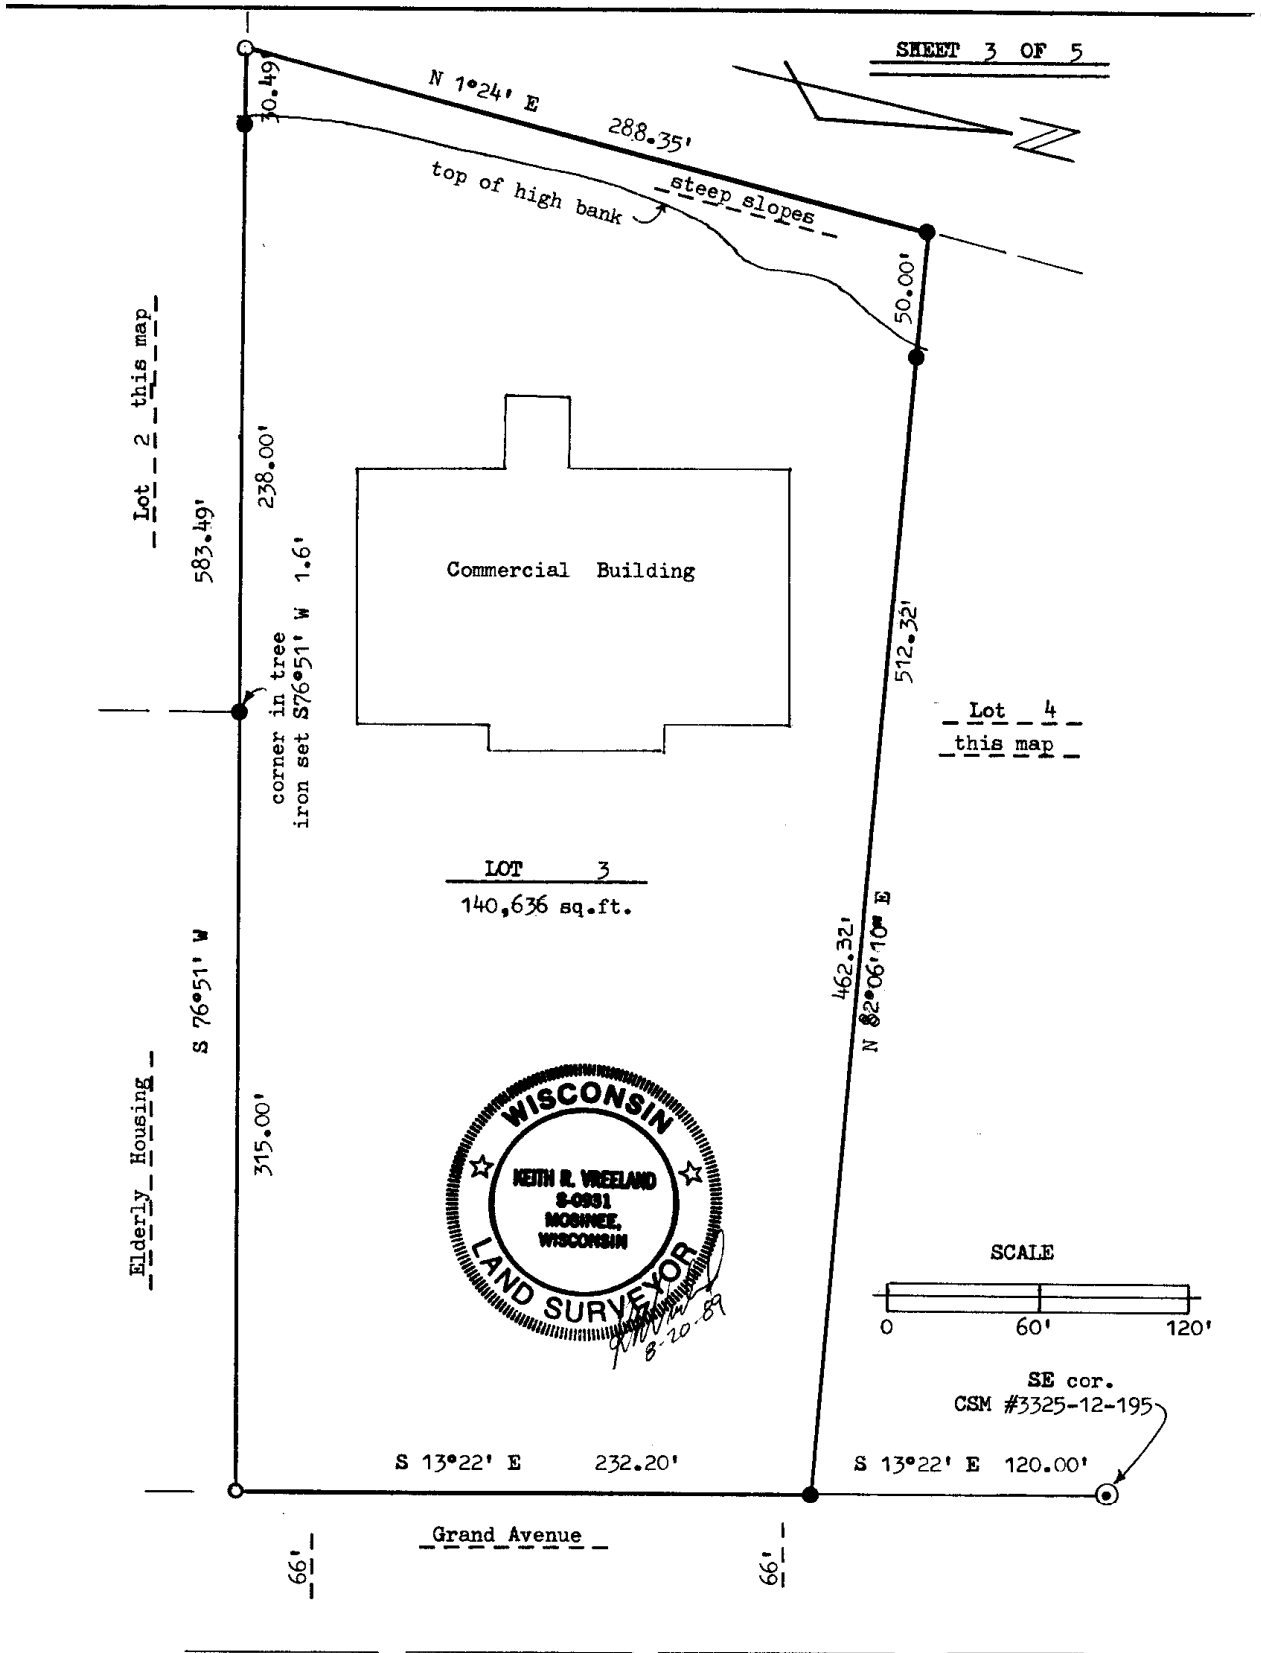 SHEET 3 OF 5
30.49'
N 1°24' E 288.35'
top of high bank
steep slopes
50.00'
Lot 2 this map
238.00'
583.49'
corner in tree
iron set S76°51' W 1.6'
Commercial Building
512.32'
Lot 4
this map
LOT 3
140,636 sq.ft.
462.32'
N 82°06'10" E
S 76°51' W
Elderly Housing
315.00'
WISCONSIN
KEITH R. VREELAND
S-0931
MOSINEE,
WISCONSIN
LAND SURVEYOR
8-20-89
SCALE
0 60' 120'
SE cor.
CSM #3325-12-195
S 13°22' E 232.20'
S 13°22' E 120.00'
Grand Avenue
66'
66'
N